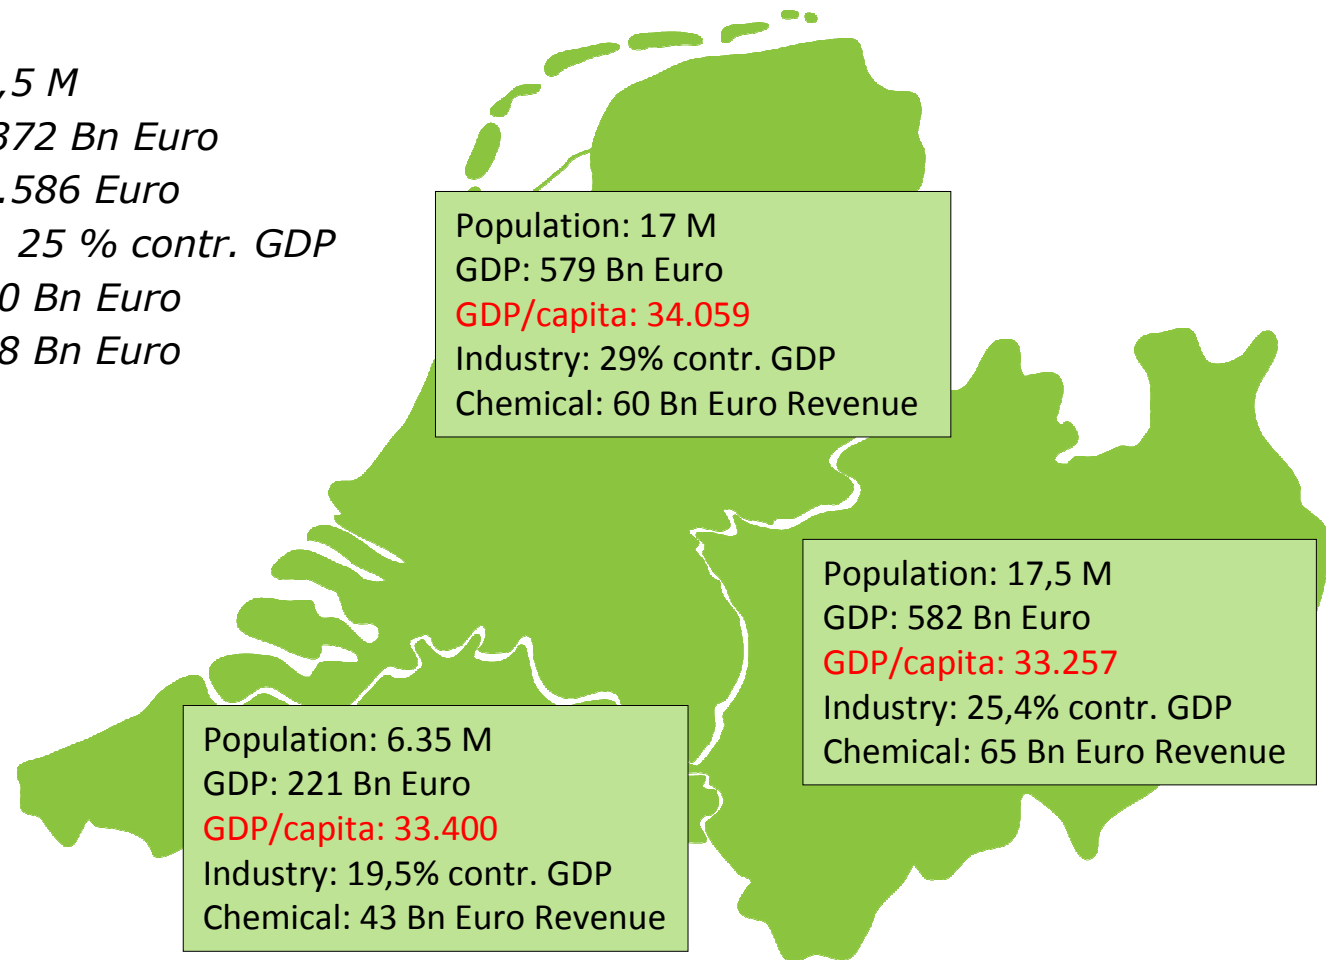 ,5 M
372 Bn Euro
.586 Euro
25 % contr. GDP
0 Bn Euro
8 Bn Euro
Population: 17 M
GDP: 579 Bn Euro
GDP/capita: 34.059
Industry: 29% contr. GDP
Chemical: 60 Bn Euro Revenue
Population: 17,5 M
GDP: 582 Bn Euro
GDP/capita: 33.257
Industry: 25,4% contr. GDP
Chemical: 65 Bn Euro Revenue
Population: 6.35 M
GDP: 221 Bn Euro
GDP/capita: 33.400
Industry: 19,5% contr. GDP
Chemical: 43 Bn Euro Revenue